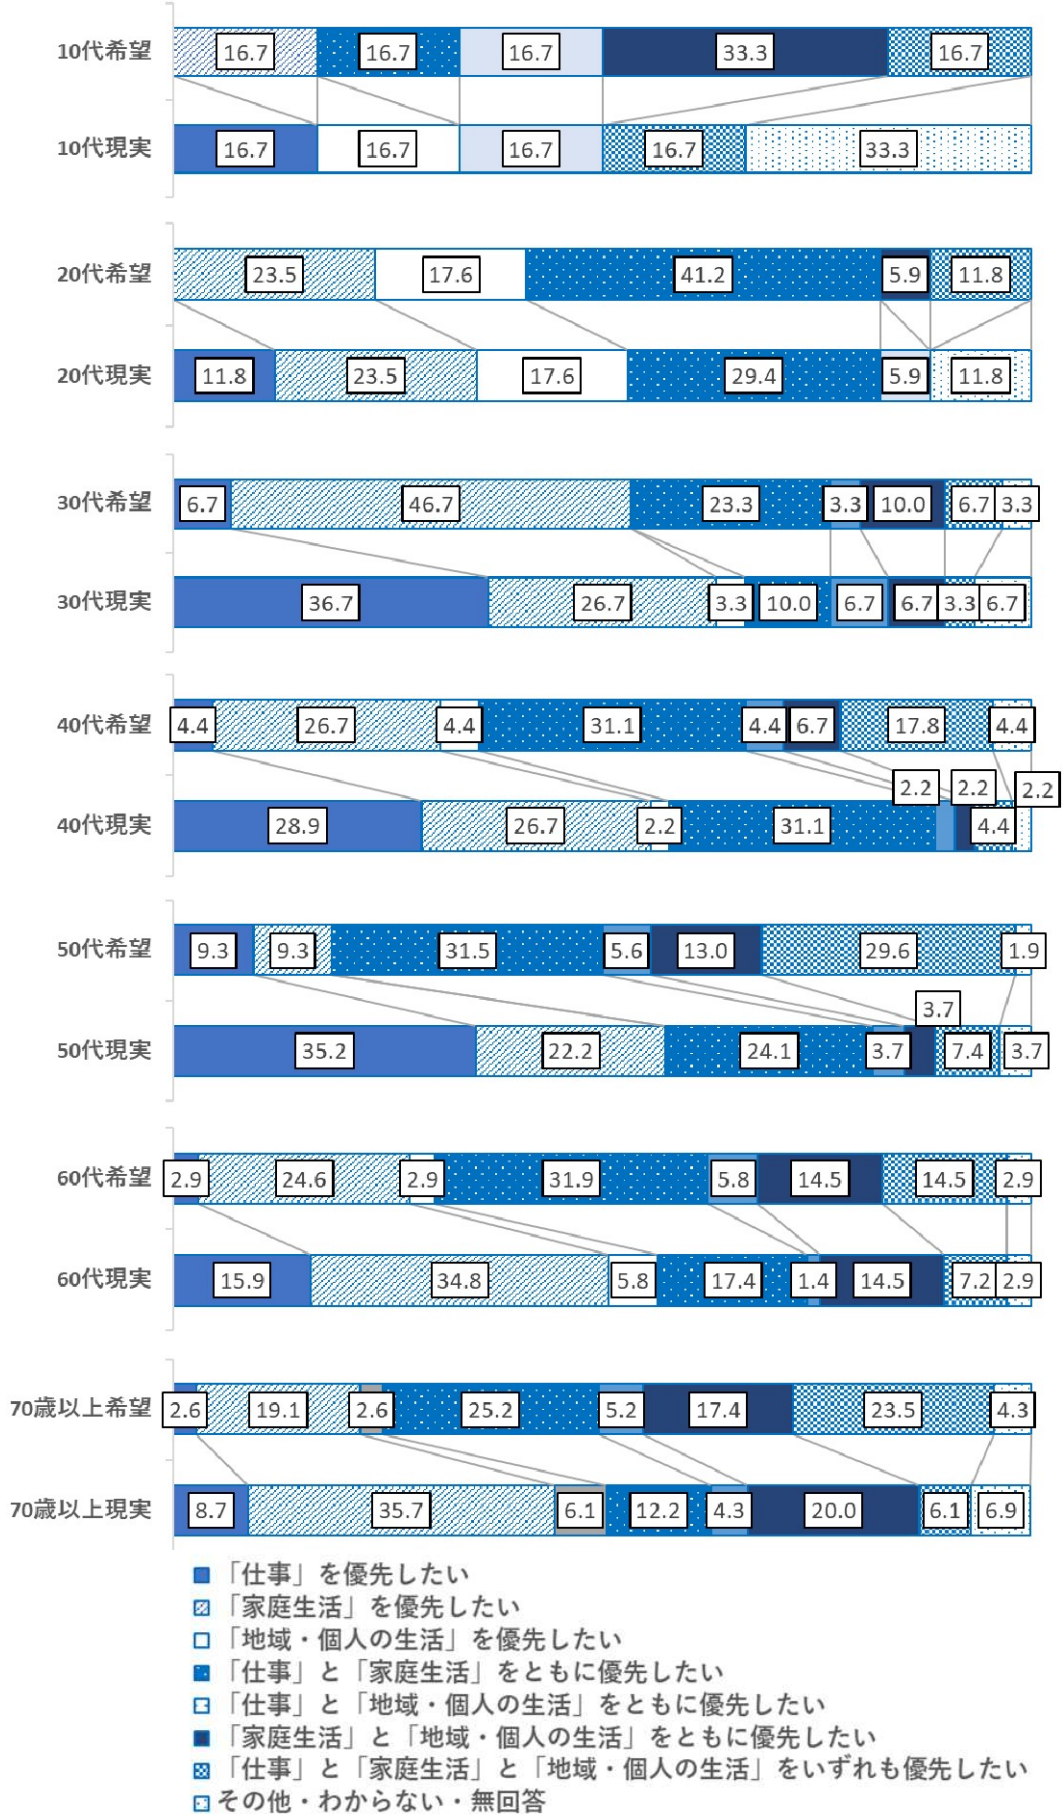 10代希望 16.7 16.7 16.7 33.3 16.7
10代現実 16.7 16.7 16.7 16.7 33.3
20代希望 23.5 17.6 41.2 5.9 11.8
20代現実 11.8 23.5 17.6 29.4 5.9 11.8
30代希望 6.7 46.7 23.3 3.3 10.0 6.7 3.3
30代現実 36.7 26.7 3.3 10.0 6.7 6.7 3.3 6.7
40代希望 4.4 26.7 4.4 31.1 4.4 6.7 17.8 4.4
2.2 2.2 2.2
40代現実 28.9 26.7 2.2 31.1 4.4
50代希望 9.3 9.3 31.5 5.6 13.0 29.6 1.9
3.7
50代現実 35.2 22.2 24.1 3.7 7.4 3.7
60代希望 2.9 24.6 2.9 31.9 5.8 14.5 14.5 2.9
60代現実 15.9 34.8 5.8 17.4 1.4 14.5 7.2 2.9
70歳以上希望 2.6 19.1 2.6 25.2 5.2 17.4 23.5 4.3
70歳以上現実 8.7 35.7 6.1 12.2 4.3 20.0 6.1 6.9
「仕事」を優先したい
「家庭生活」を優先したい
「地域・個人の生活」を優先したい
「仕事」と「家庭生活」をともに優先したい
「仕事」と「地域・個人の生活」をともに優先したい
「家庭生活」と「地域・個人の生活」をともに優先したい
「仕事」と「家庭生活」と「地域・個人の生活」をいずれも優先したい
その他・わからない・無回答